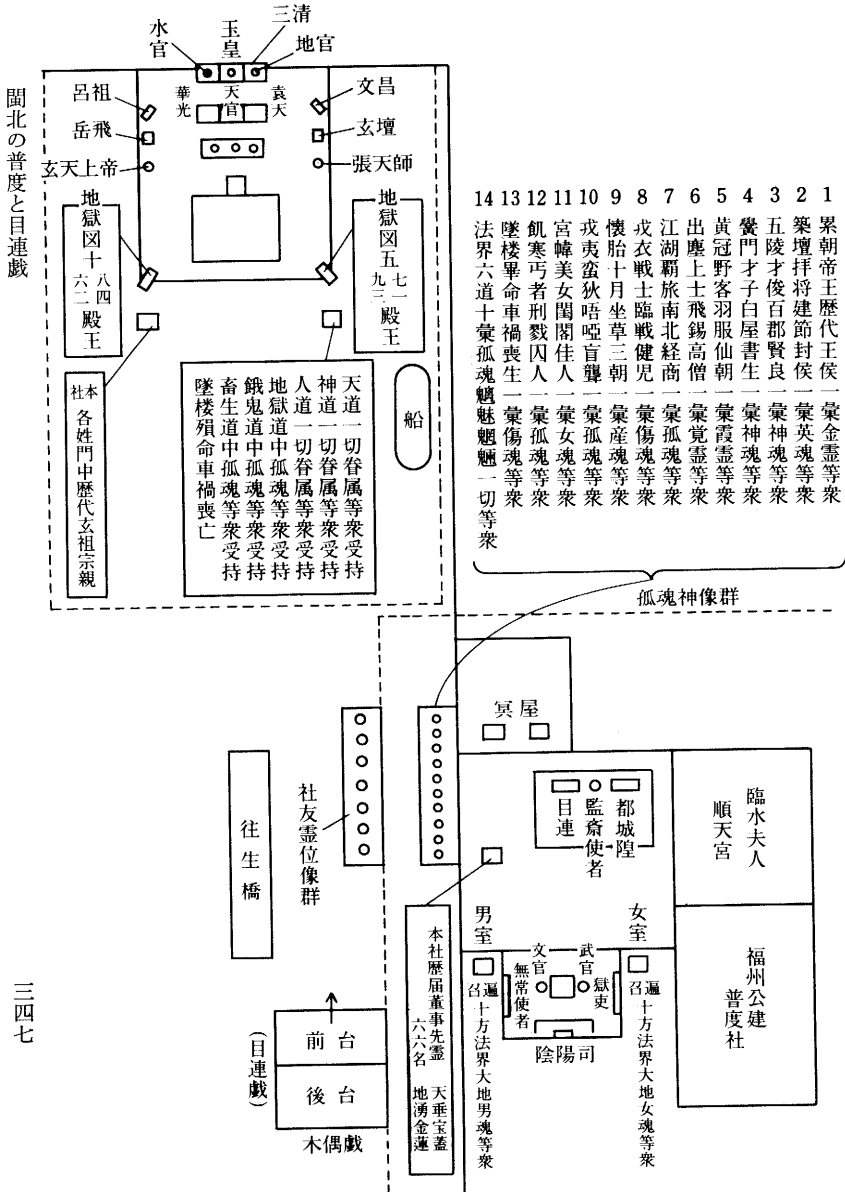 閩北の普度と目連戯
三四七
三清
玉皇
水官
地官
華光
天官
袁天
呂祖
岳飛
玄天上帝
文昌
玄壇
張天師
地獄図十八四六二殿王
地獄図五七一九三殿王
本社 各姓門中歴代玄祖宗親
天道一切眷属等衆受持
神道一切眷属等衆受持
人道一切眷属等衆受持
地獄道中孤魂等衆受持
餓鬼道中孤魂等衆受持
畜生道中孤魂等衆受持
墜楼殞命車禍喪亡
船
1 累朝帝王歴代王侯一彙金霊等衆
2 築壇拝将建節封侯一彙英魂等衆
3 五陵才俊百郡賢良一彙神魂等衆
4 黌門才子白屋書生一彙神魂等衆
5 黄冠野客羽服仙朝一彙霞霊等衆
6 出塵上士飛錫高僧一彙覚霊等衆
7 江湖覇旅南北経商一彙孤魂等衆
8 戎衣戦士臨戦健児一彙傷魂等衆
9 懐胎十月坐草三朝一彙産魂等衆
10 戎夷蛮狄唔啞盲聾一彙孤魂等衆
11 宮幃美女閨閣佳人一彙女魂等衆
12 飢寒丐者刑戮囚人一彙孤魂等衆
13 墜楼畢命車禍喪生一彙傷魂等衆
14 法界六道十彙孤魂魑魅魍魎一切等衆
孤魂神像群
冥屋
都城隍
監斎使者
目連
臨水夫人
順天宮
福州公建
普度社
男室
女室
文官
武官
無常使者
獄吏
陰陽司
召遍十方法界大地男魂等衆
召遍十方法界大地女魂等衆
本社歴届董事先霊
六六名
天垂宝蓋
地湧金蓮
社友霊位像群
往生橋
前台
後台
(目連戯)
木偶戯